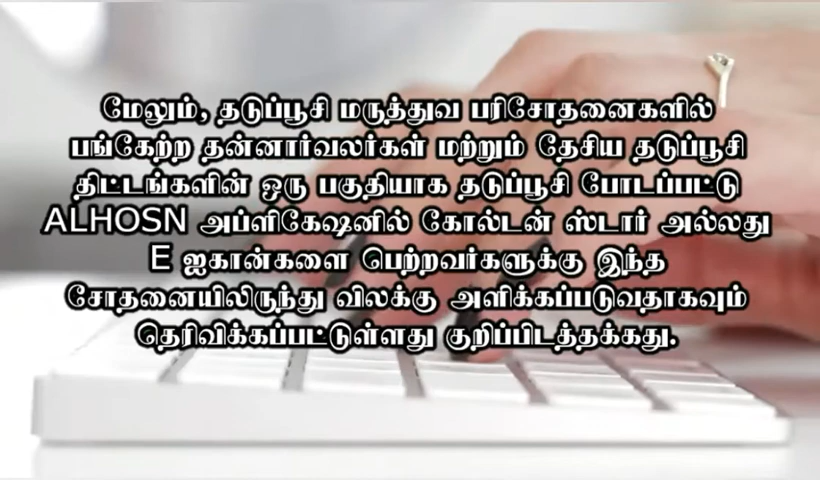 மேலும், தடுப்பூசி மருத்துவ பரிசோதனைகளில்
பங்கேற்ற தன்னார்வலர்கள் மற்றும் தேசிய தடுப்பூசி
திட்டங்களின் ஒரு பகுதியாக தடுப்பூசி போடப்பட்டு
ALHOSN அப்ளிகேஷனில் கோல்டன் ஸ்டார் அல்லது
E ஐகான்களை பெற்றவர்களுக்கு இந்த
சோதனையிலிருந்து விலக்கு அளிக்கப்படுவதாகவும்
தெரிவிக்கப்பட்டுள்ளது குறிப்பிடத்தக்கது.